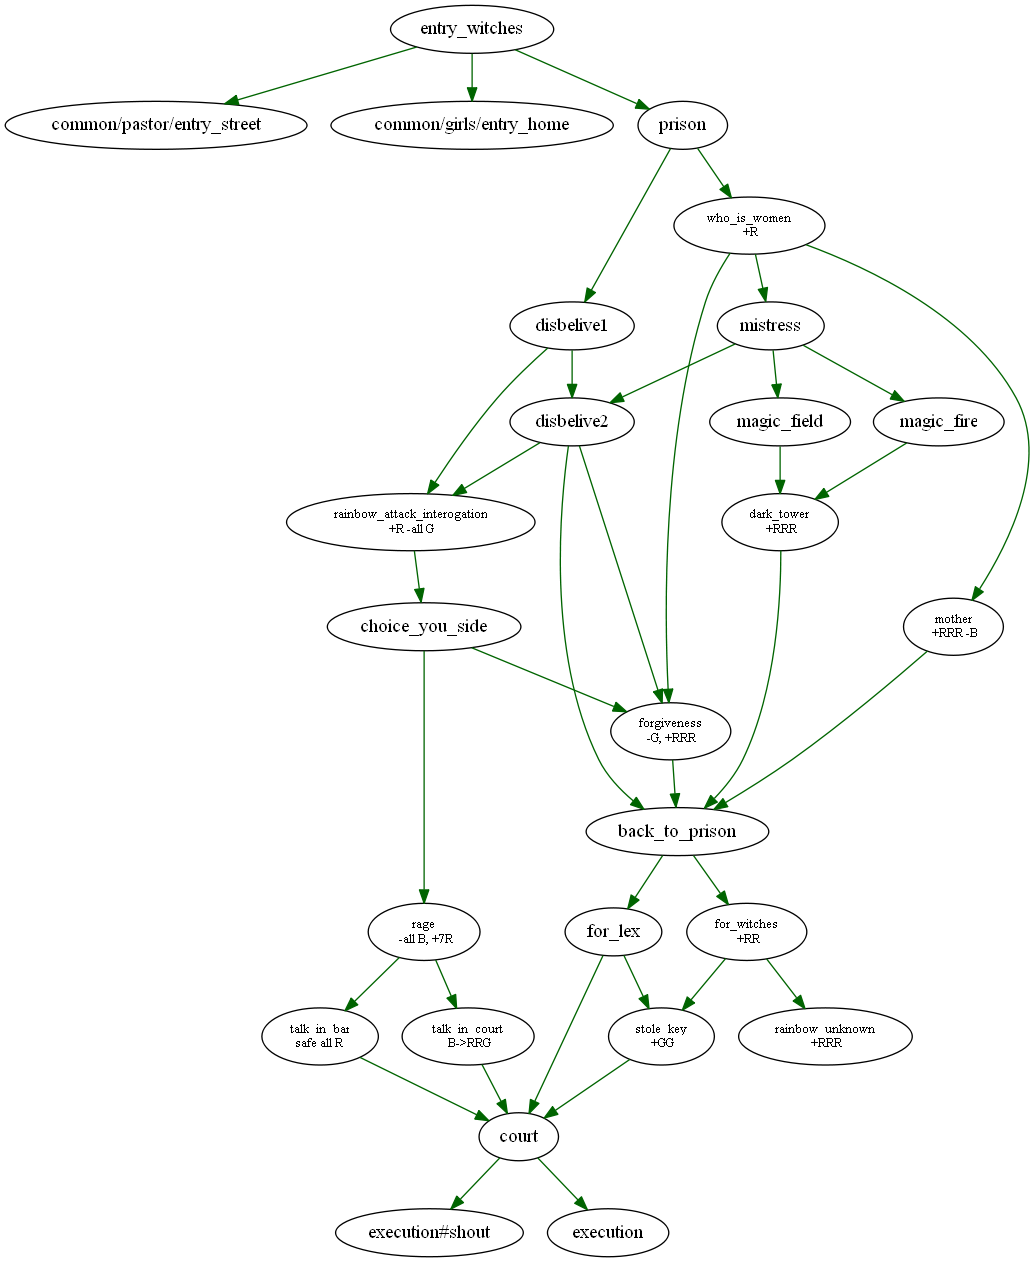 entry_witches
common/pastor/entry_street
common/girls/entry_home
prison
who_is_women
+R
disbelive1
mistress
disbelive2
magic_field
magic_fire
rainbow_attack_interogation
+R -all G
dark_tower
+RRR
choice_you_side
mother
+RRR -B
forgiveness
-G, +RRR
back_to_prison
rage
-all B, +7R
for_lex
for_witches
+RR
talk_in_bar
safe all R
talk_in_court
B->RRG
stole_key
+GG
rainbow_unknown
+RRR
court
execution#shout
execution